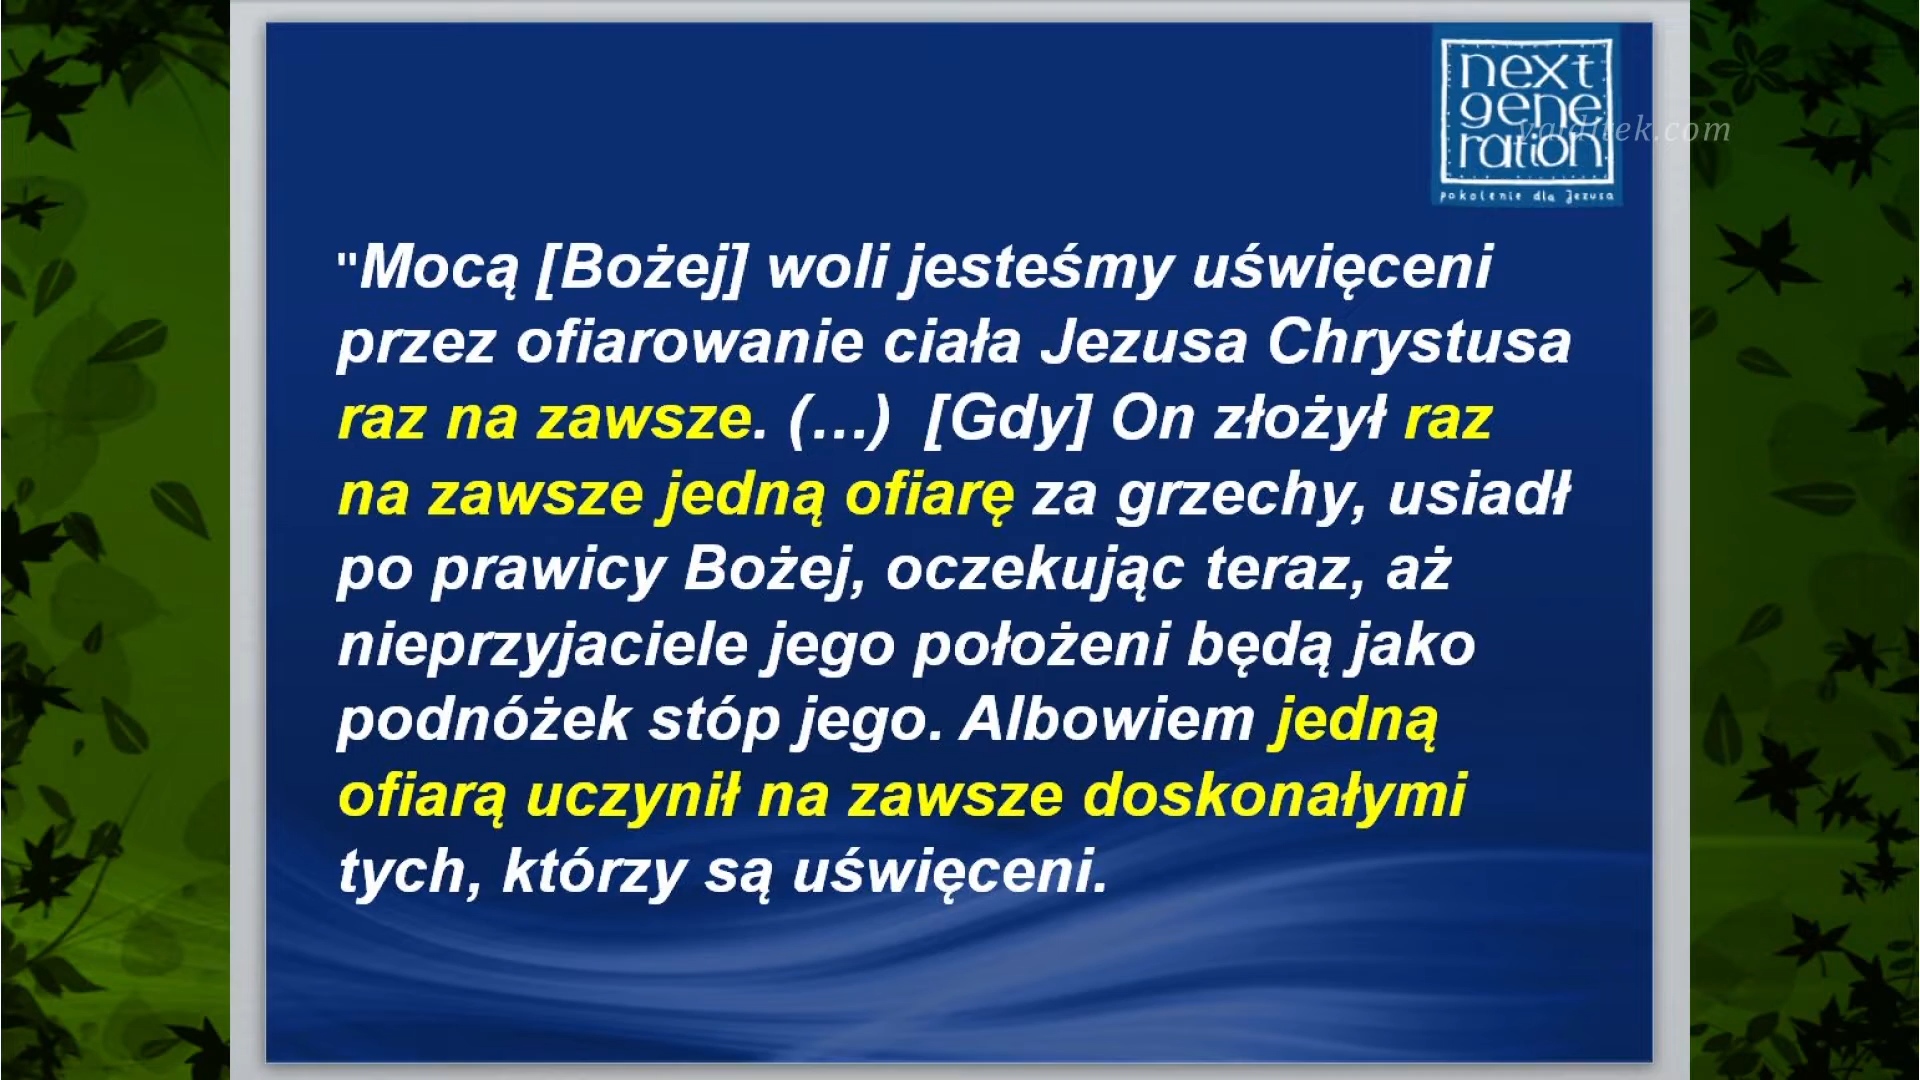 next
gene
ration
pokolenie dla Jezusa
"Mocą [Bożej] woli jesteśmy uświęceni
przez ofiarowanie ciała Jezusa Chrystusa
raz na zawsze. (...)  [Gdy] On złożył raz
na zawsze jedną ofiarę za grzechy, usiadł
po prawicy Bożej, oczekując teraz, aż
nieprzyjaciele jego położeni będą jako
podnóżek stóp jego. Albowiem jedną
ofiarą uczynił na zawsze doskonałymi
tych, którzy są uświęceni.